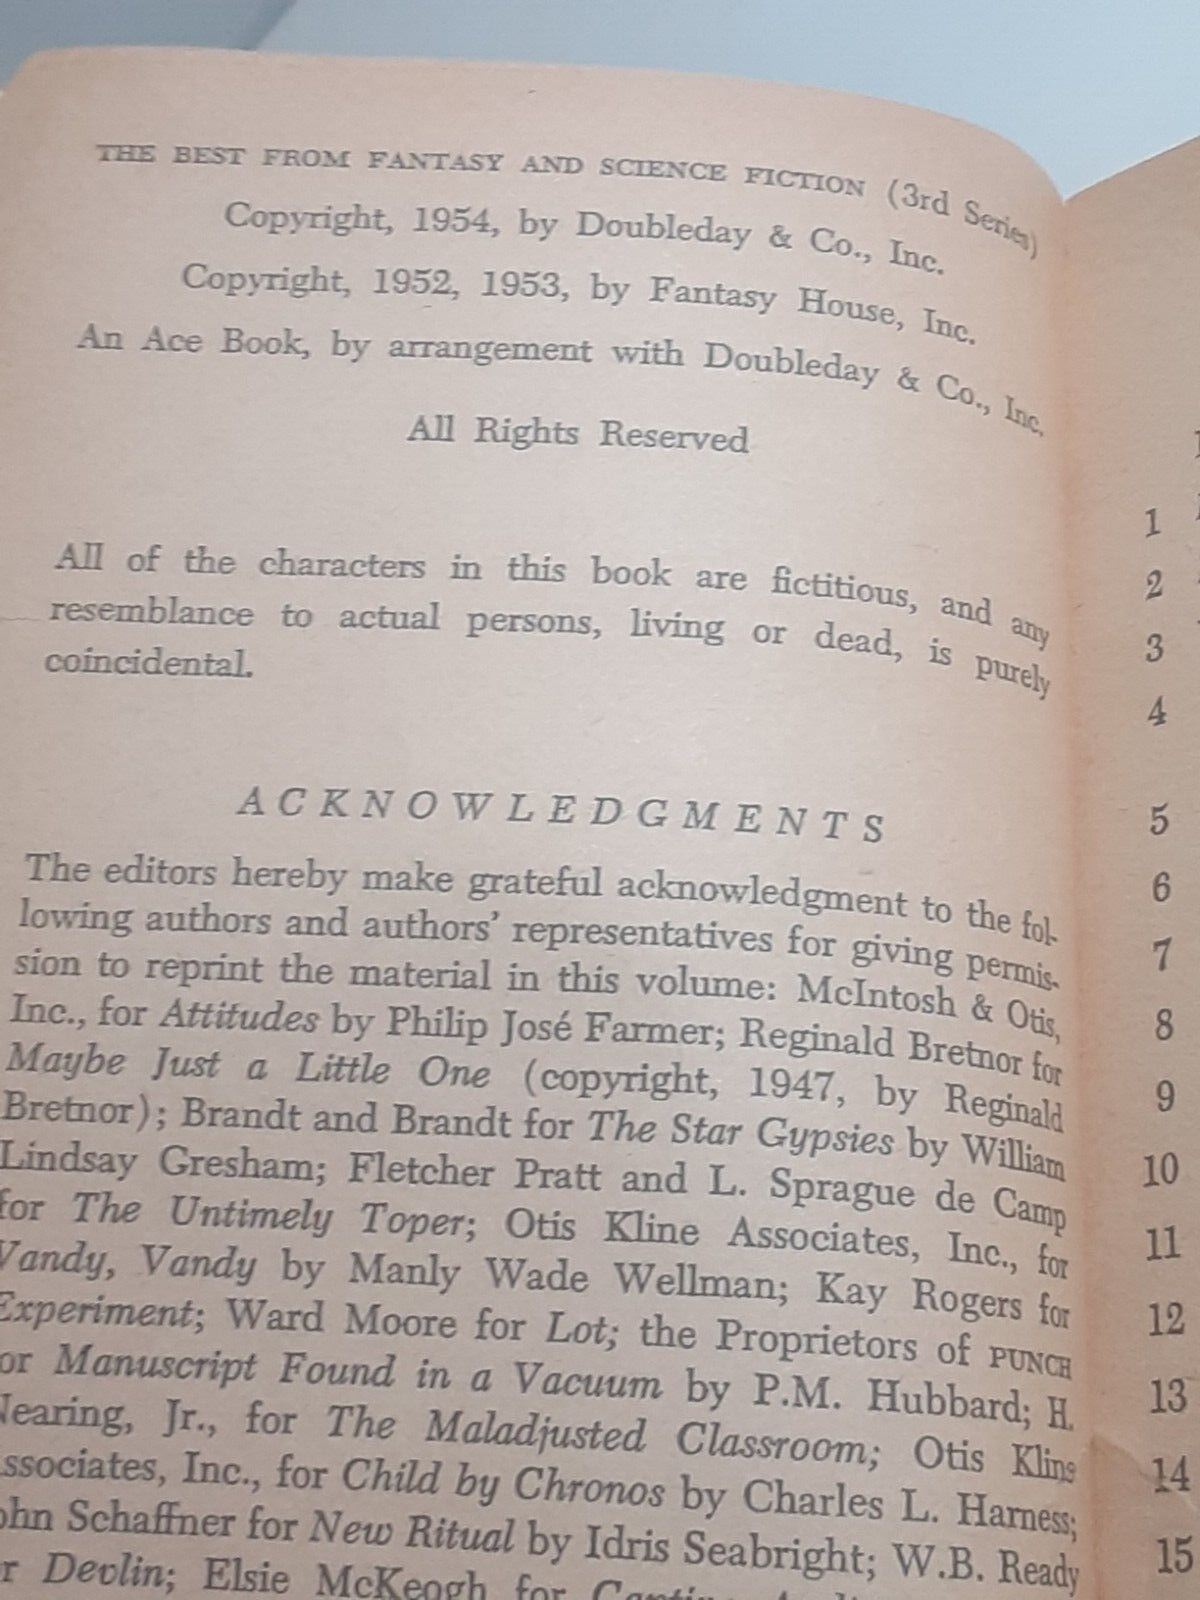 THE BEST FROM FANTASY AND SCIENCE FICTION (3rd Series)
Copyright, 1954, by Doubleday & Co., Inc.
Copyright, 1952, 1953, by Fantasy House, Inc.
An Ace Book, by arrangement with Doubleday & Co., Inc.
All Rights Reserved
All of the characters in this book are fictitious, and any
resemblance to actual persons, living or dead, is purely
coincidental.
ACKNOWLEDGMENTS
The editors hereby make grateful acknowledgment to the fol-
lowing authors and authors' representatives for giving permis-
sion to reprint the material in this volume: McIntosh & Otis,
Inc., for Attitudes by Philip José Farmer; Reginald Bretnor for
Maybe Just a Little One (copyright, 1947, by Reginald
Bretnor); Brandt and Brandt for The Star Gypsies by William
Lindsay Gresham; Fletcher Pratt and L. Sprague de Camp
for The Untimely Toper; Otis Kline Associates, Inc., for
Vandy, Vandy by Manly Wade Wellman; Kay Rogers for
Experiment; Ward Moore for Lot; the Proprietors of PUNCH
or Manuscript Found in a Vacuum by P.M. Hubbard; H.
Nearing, Jr., for The Maladjusted Classroom; Otis Kline
ssociates, Inc., for Child by Chronos by Charles L. Harness;
ohn Schaffner for New Ritual by Idris Seabright; W.B. Ready
r Devlin; Elsie McKeogh for
1
2
3
4
5
6
7
8
9
10
11
12
13
14
15